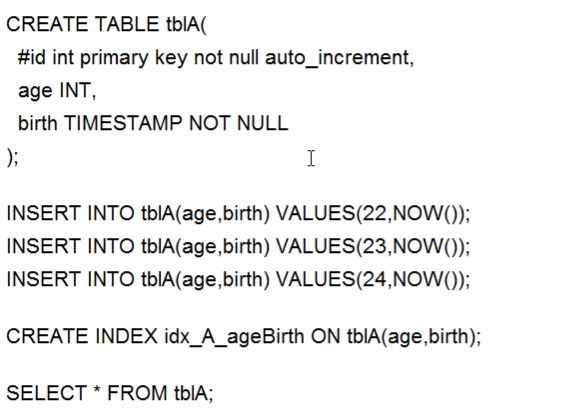 CREATE TABLE tblA(
#id int primary key not null auto_increment,
age INT,
birth TIMESTAMP NOT NULL
);
INSERT INTO tblA(age,birth) VALUES(22,NOW());
INSERT INTO tblA(age,birth) VALUES(23,NOW());
INSERT INTO tblA(age,birth) VALUES(24,NOW());
CREATE INDEX idx_A_ageBirth ON tblA(age,birth);
SELECT * FROM tblA;